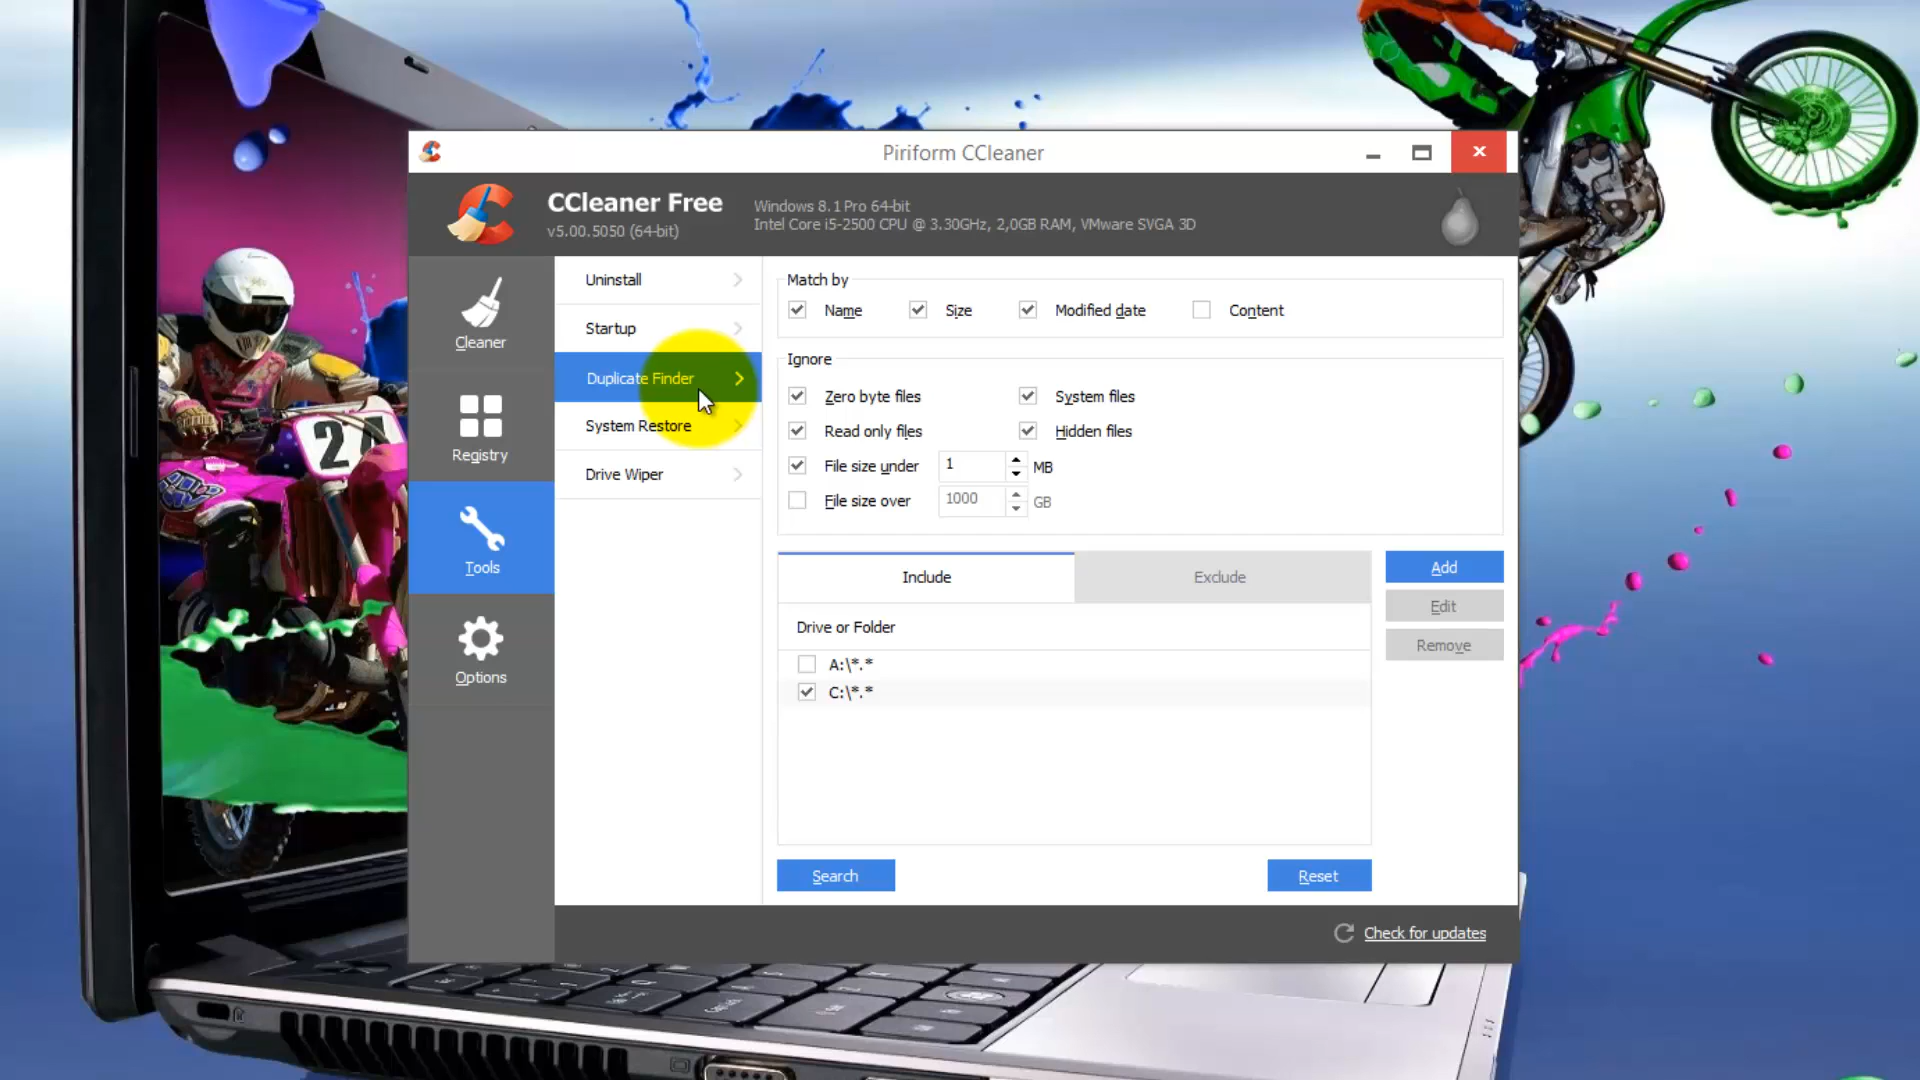 Piriform CCleaner
CCleaner Free
v5.00.5050 (64-bit)
Windows 8.1 Pro 64-bit
Intel Core i5-2500 CPU @ 3.30GHz, 2,0GB RAM, VMware SVGA 3D
Cleaner
Registry
Tools
Options
Uninstall
Startup
Duplicate Finder
System Restore
Drive Wiper
Match by
Name Size Modified date Content
Ignore
Zero byte files System files
Read only files Hidden files
File size under 1 MB
File size over 1000 GB
Include Exclude
Drive or Folder
A:\*.*
C:\*.*
Add
Edit
Remove
Search Reset
Check for updates
24